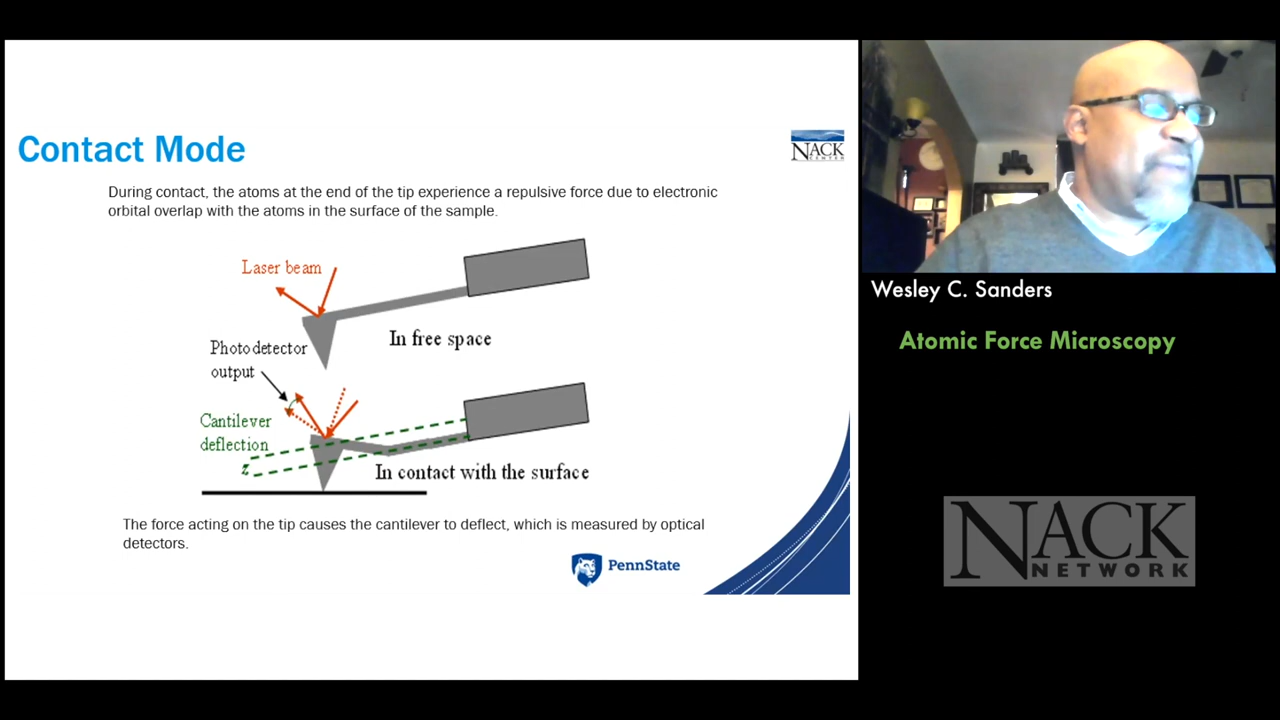 Contact Mode
NACK
CENTER
During contact, the atoms at the end of the tip experience a repulsive force due to electronic
orbital overlap with the atoms in the surface of the sample.
Laser beam
In free space
Photodetector
output
Cantilever
deflection
z
In contact with the surface
The force acting on the tip causes the cantilever to deflect, which is measured by optical
detectors.
PennState
Wesley C. Sanders
Atomic Force Microscopy
NACK
NETWORK